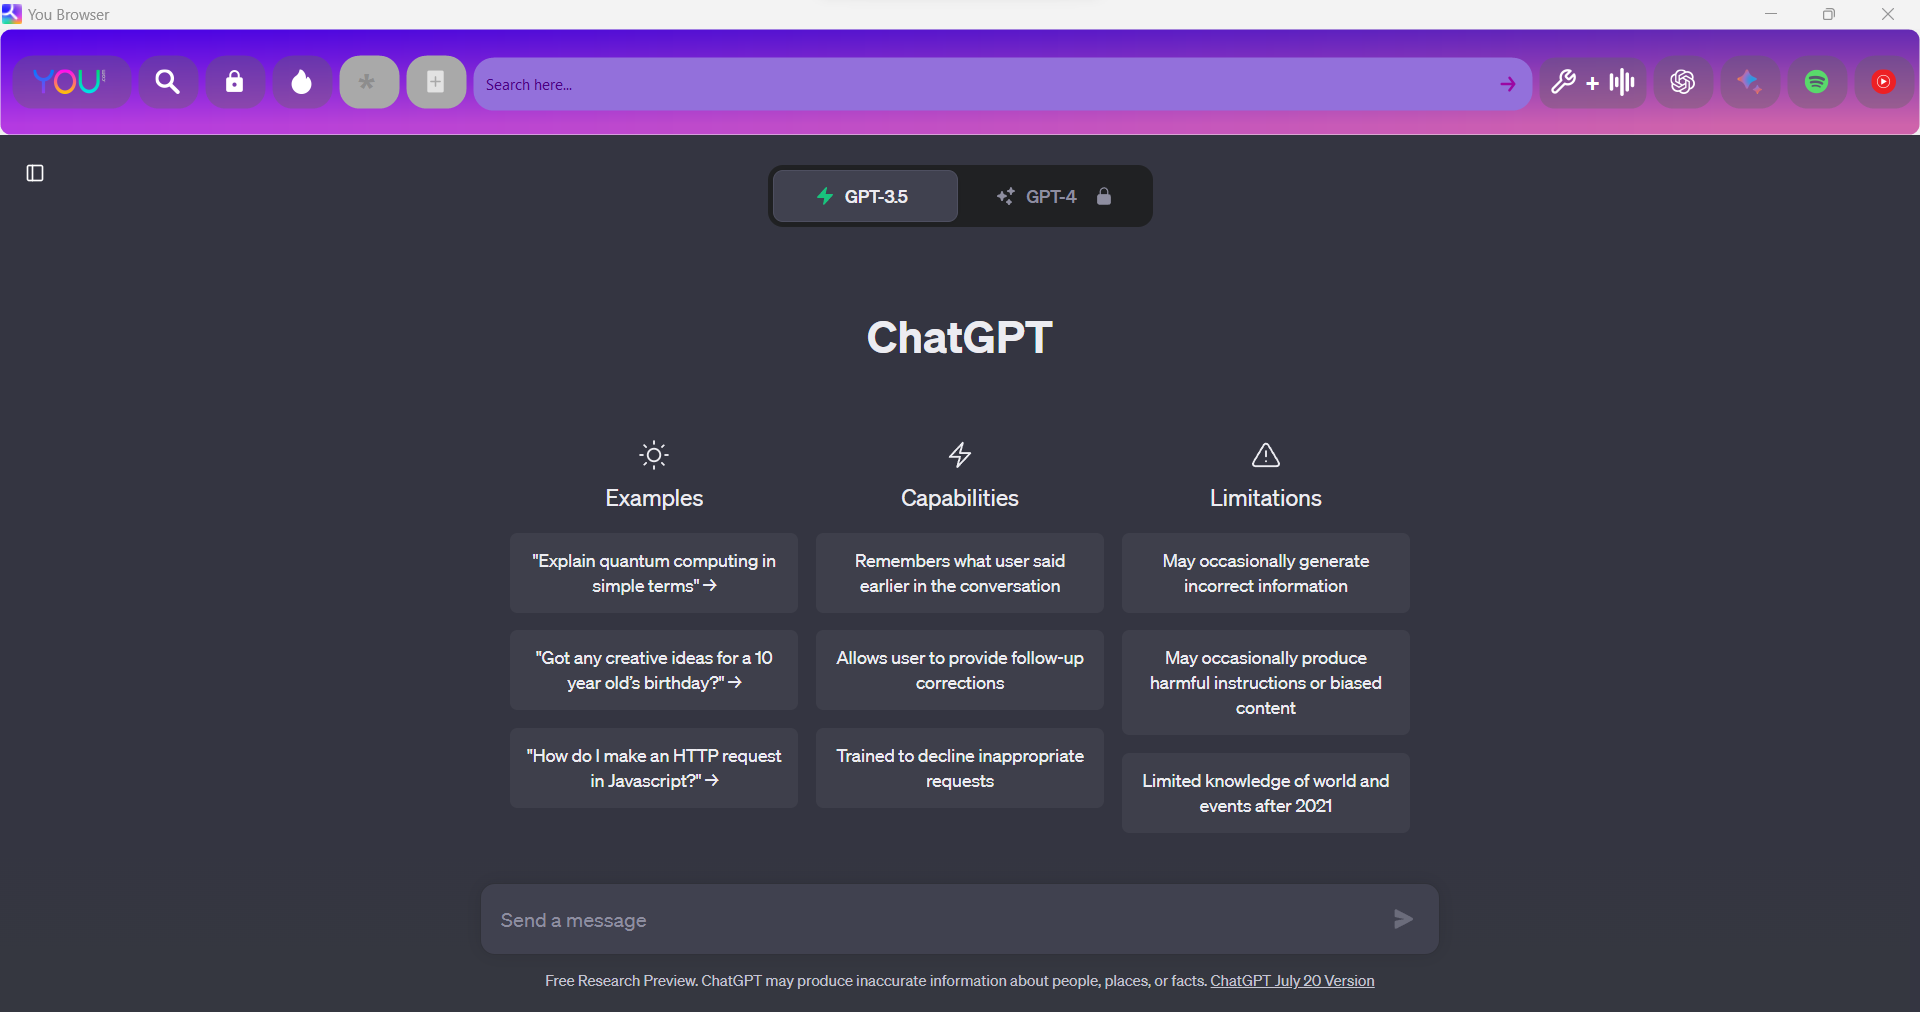 You Browser
YOU.com
Search here...
GPT-3.5
GPT-4
ChatGPT
Examples
"Explain quantum computing in
simple terms" →
"Got any creative ideas for a 10
year old’s birthday?" →
"How do I make an HTTP request
in Javascript?" →
Capabilities
Remembers what user said
earlier in the conversation
Allows user to provide follow-up
corrections
Trained to decline inappropriate
requests
Limitations
May occasionally generate
incorrect information
May occasionally produce
harmful instructions or biased
content
Limited knowledge of world and
events after 2021
Send a message
Free Research Preview. ChatGPT may produce inaccurate information about people, places, or facts. ChatGPT July 20 Version